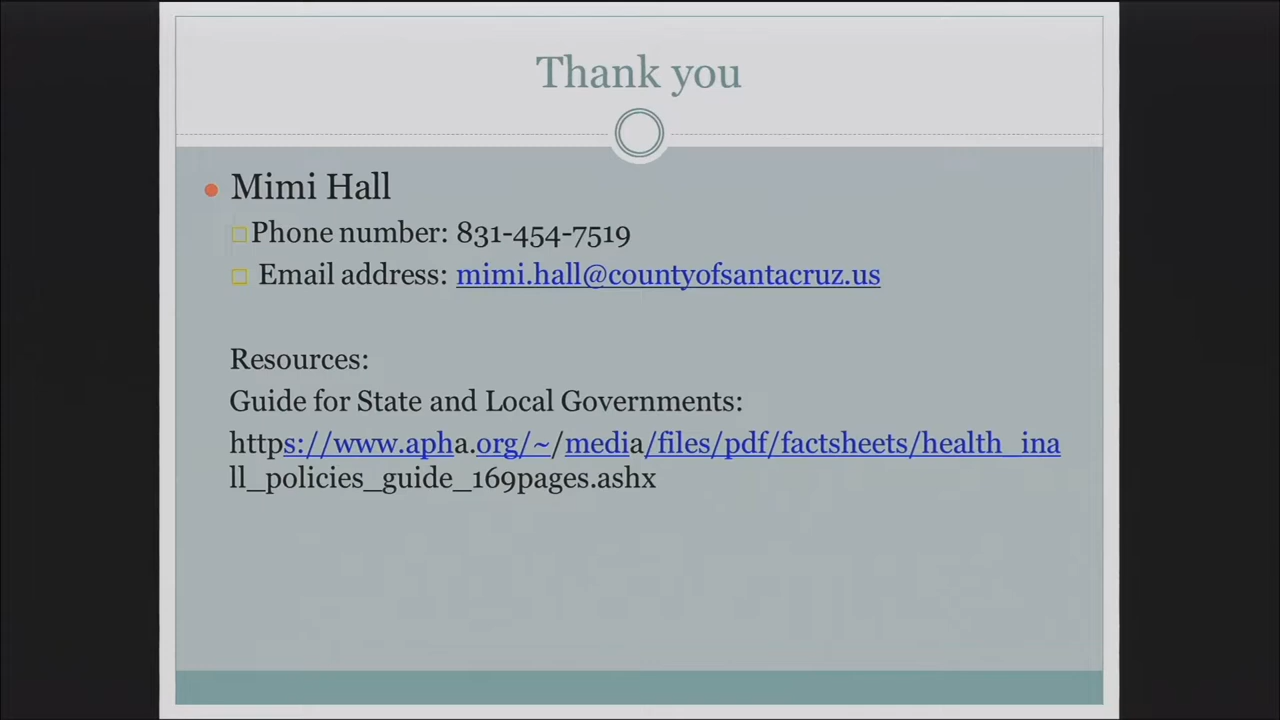 Thank you
Mimi Hall
Phone number: 831-454-7519
Email address: mimi.hall@countyofsantacruz.us
Resources:
Guide for State and Local Governments:
https://www.apha.org/~/media/files/pdf/factsheets/health_ina
ll_policies_guide_169pages.ashx